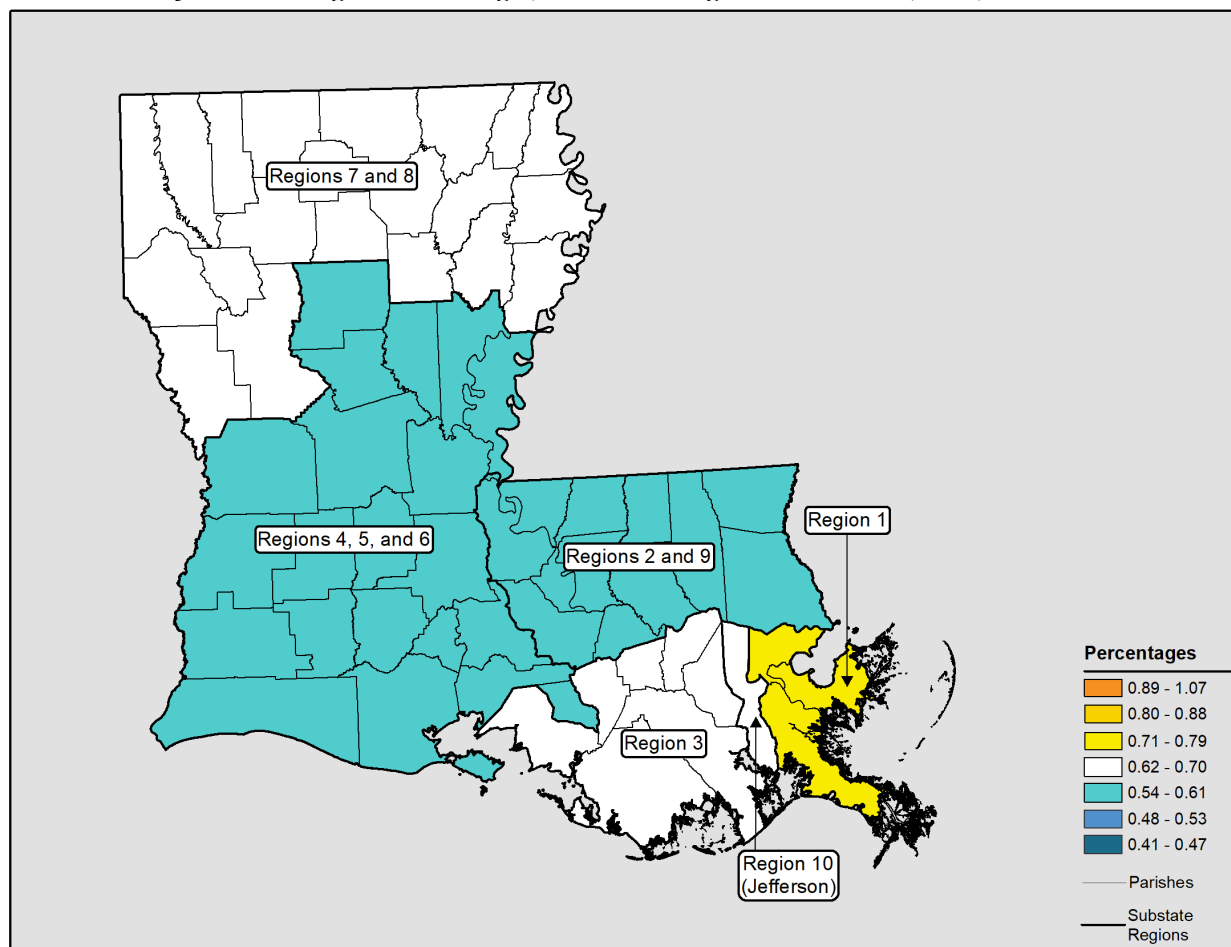 Regions 7 and 8
Region 1
Regions 4, 5, and 6
Regions 2 and 9
Region 3
Region 10
(Jefferson)
Percentages
0.89 - 1.07
0.80 - 0.88
0.71 - 0.79
0.62 - 0.70
0.54 - 0.61
0.48 - 0.53
0.41 - 0.47
Parishes
Substate
Regions